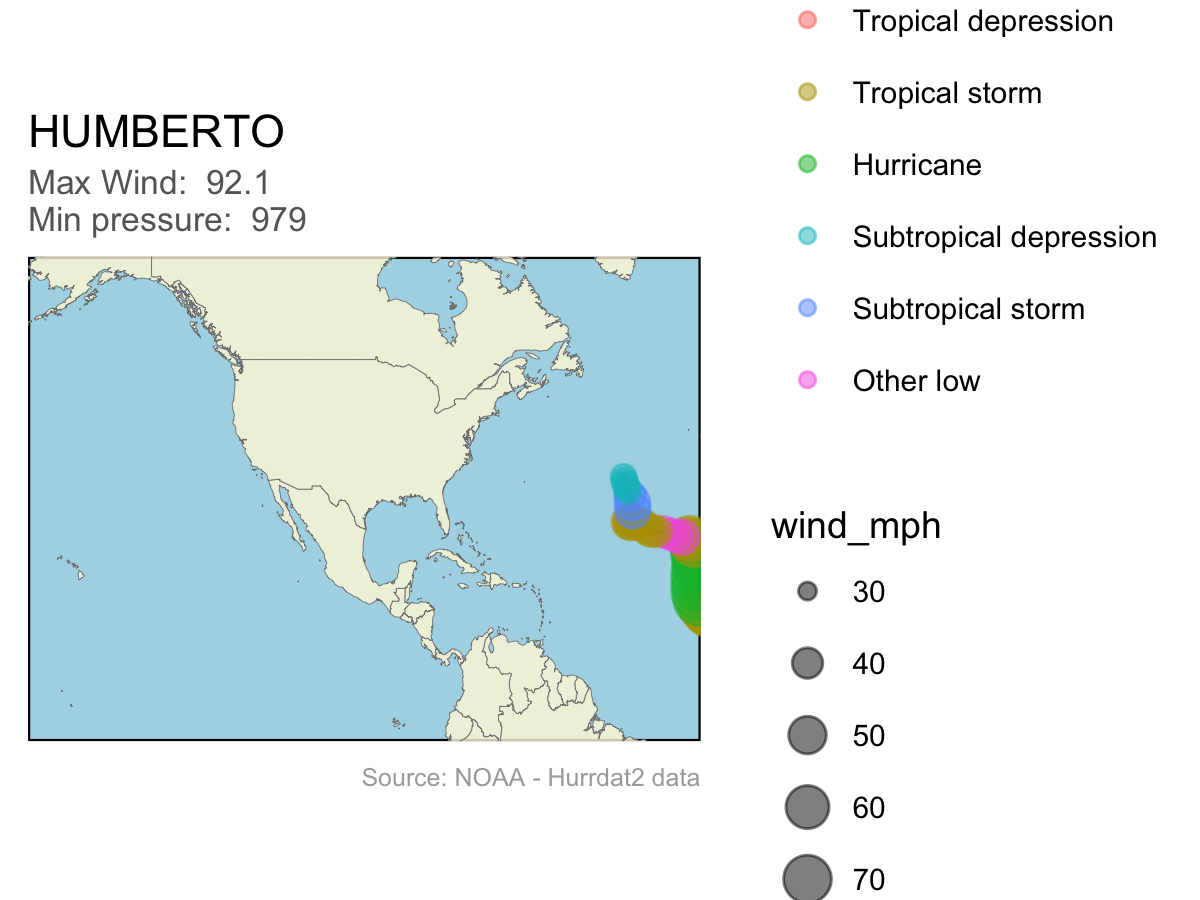 HUMBERTO
Max Wind:  92.1
Min pressure:  979
Source: NOAA - Hurrdat2 data
Tropical depression
Tropical storm
Hurricane
Subtropical depression
Subtropical storm
Other low
wind_mph
30
40
50
60
70